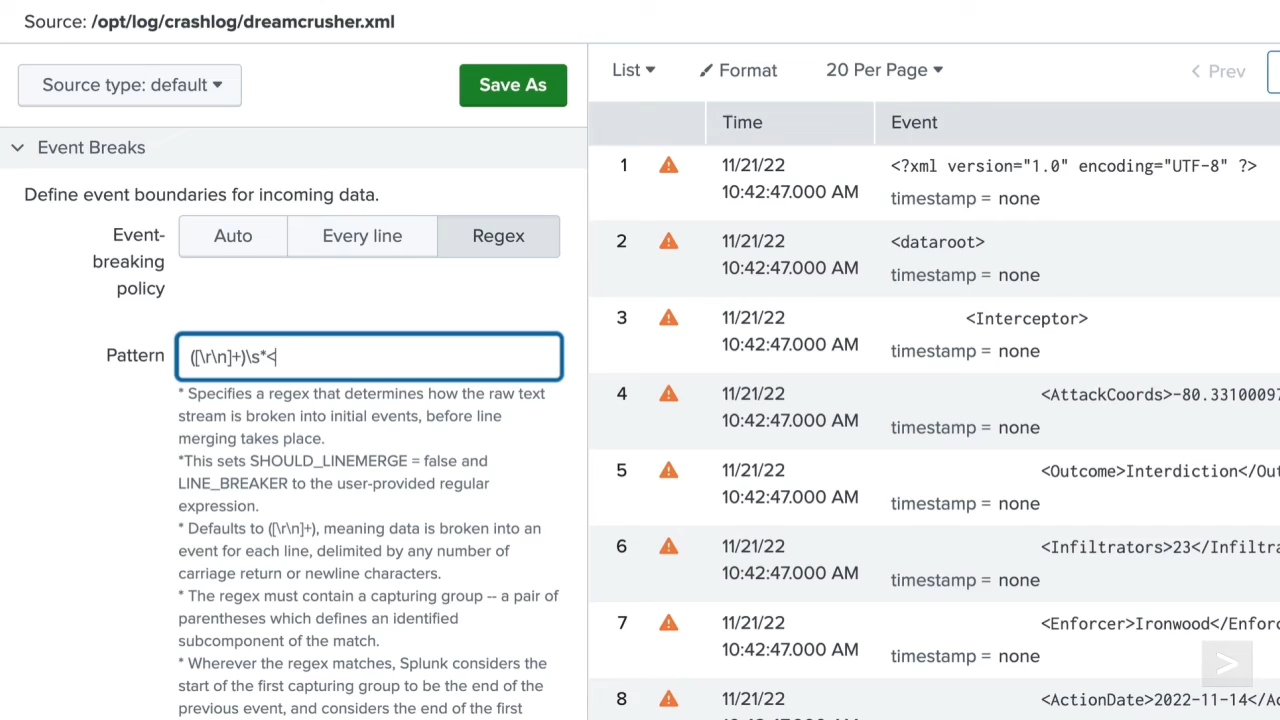 Source: /opt/log/crashlog/dreamcrusher.xml
Source type: default
Save As
Event Breaks
Define event boundaries for incoming data.
Event-
breaking
policy
Auto
Every line
Regex
Pattern
([\r\n]+)\s*<
* Specifies a regex that determines how the raw text
stream is broken into initial events, before line
merging takes place.
*This sets SHOULD_LINEMERGE = false and
LINE_BREAKER to the user-provided regular
expression.
* Defaults to ([\r\n]+), meaning data is broken into an
event for each line, delimited by any number of
carriage return or newline characters.
* The regex must contain a capturing group -- a pair of
parentheses which defines an identified
subcomponent of the match.
* Wherever the regex matches, Splunk considers the
start of the first capturing group to be the end of the
previous event, and considers the end of the first
List
Format
20 Per Page
< Prev
Time
Event
1
11/21/22
10:42:47.000 AM
<?xml version="1.0" encoding="UTF-8" ?>
timestamp = none
2
11/21/22
10:42:47.000 AM
<dataroot>
timestamp = none
3
11/21/22
10:42:47.000 AM
<Interceptor>
timestamp = none
4
11/21/22
10:42:47.000 AM
<AttackCoords>-80.33100097
timestamp = none
5
11/21/22
10:42:47.000 AM
<Outcome>Interdiction</Out
timestamp = none
6
11/21/22
10:42:47.000 AM
<Infiltrators>23</Infiltra
timestamp = none
7
11/21/22
10:42:47.000 AM
<Enforcer>Ironwood</Enforc
timestamp = none
8
11/21/22
<ActionDate>2022-11-14</Ac